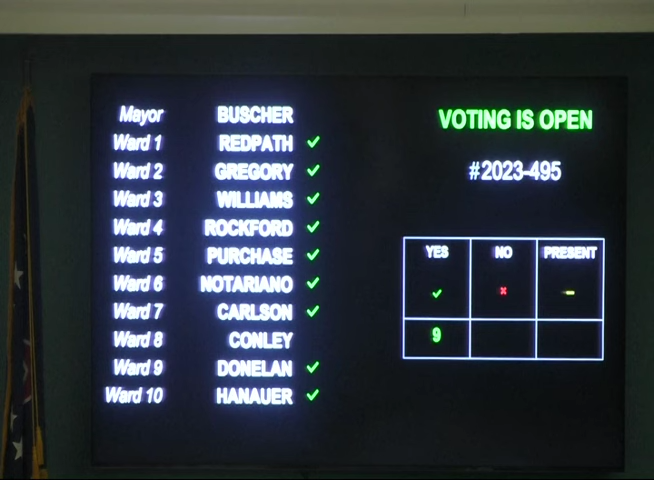 Mayor BUSCHER
Ward 1 REDPATH ✓
Ward 2 GREGORY ✓
Ward 3 WILLIAMS ✓
Ward 4 ROCKFORD ✓
Ward 5 PURCHASE ✓
Ward 6 NOTARIANO ✓
Ward 7 CARLSON ✓
Ward 8 CONLEY
Ward 9 DONELAN ✓
Ward 10 HANAUER ✓
VOTING IS OPEN
#2023-495
YES NO PRESENT
✓ × –
9